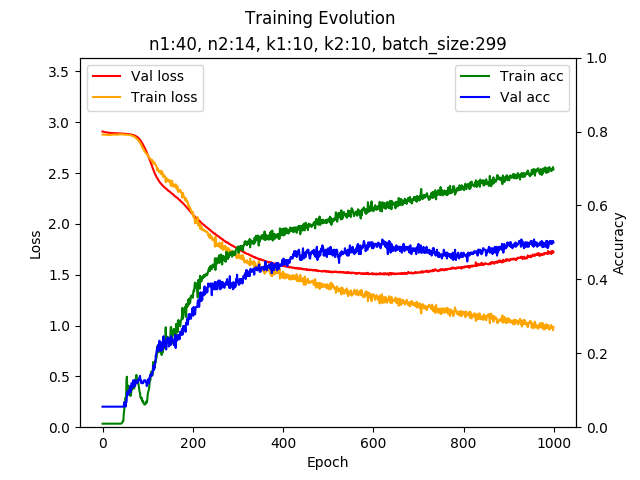 Training Evolution
n1:40, n2:14, k1:10, k2:10, batch_size:299
Val loss
Train loss
Train acc
Val acc
Loss
3.5
3.0
2.5
2.0
1.5
1.0
0.5
0.0
1.0
0.8
0.6
0.4
0.2
0.0
Accuracy
0 200 400 600 800 1000
Epoch